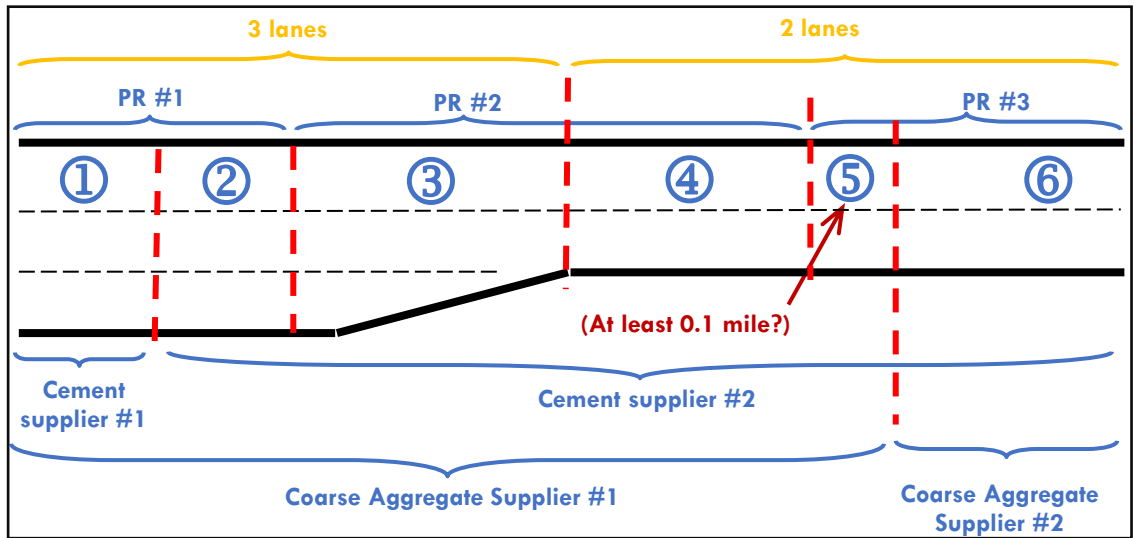 3 lanes
2 lanes
PR #1
PR #2
PR #3
①
②
③
④
⑤
⑥
(At least 0.1 mile?)
Cement
supplier #1
Cement supplier #2
Coarse Aggregate Supplier #1
Coarse Aggregate
Supplier #2